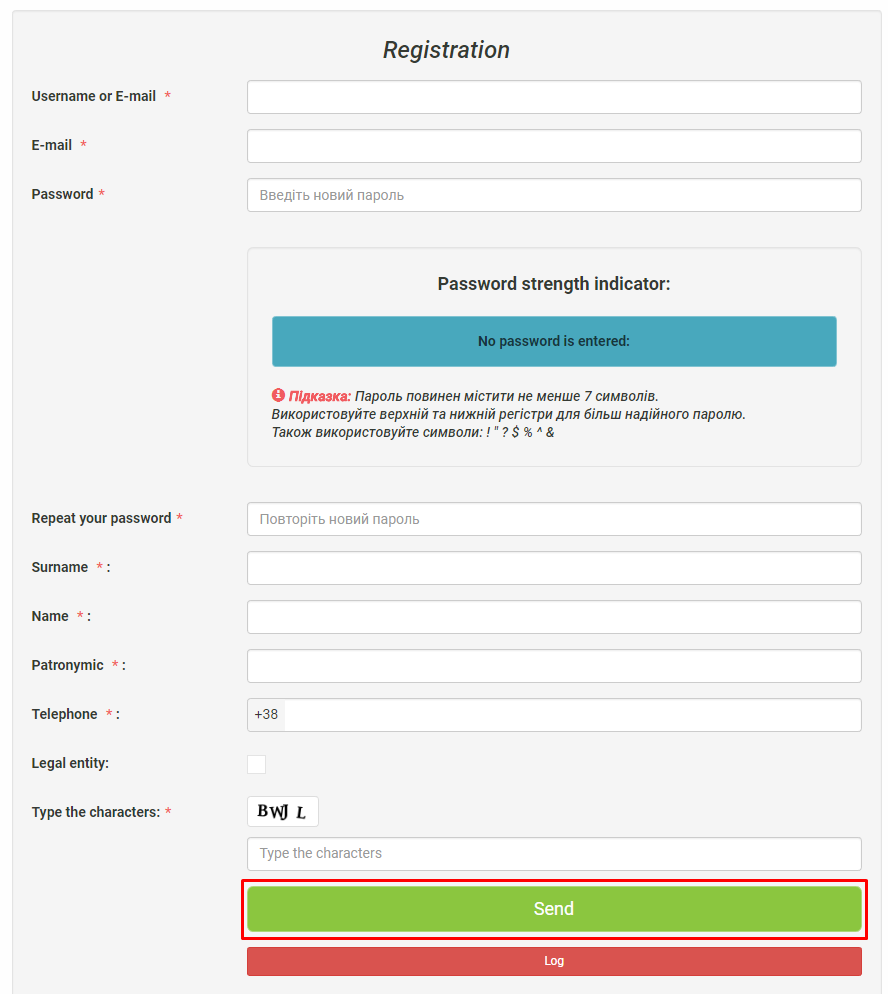 Registration
Username or E-mail *
E-mail *
Password *
Введіть новий пароль
Password strength indicator:
No password is entered:
Підказка: Пароль повинен містити не менше 7 символів.
Використовуйте верхній та нижній регістри для більш надійного паролю.
Також використовуйте символи: ! " ? $ % ^ &
Repeat your password *
Повторіть новий пароль
Surname * :
Name * :
Patronymic * :
Telephone * :
+38
Legal entity:
Type the characters: *
BWJ L
Type the characters
Send
Log